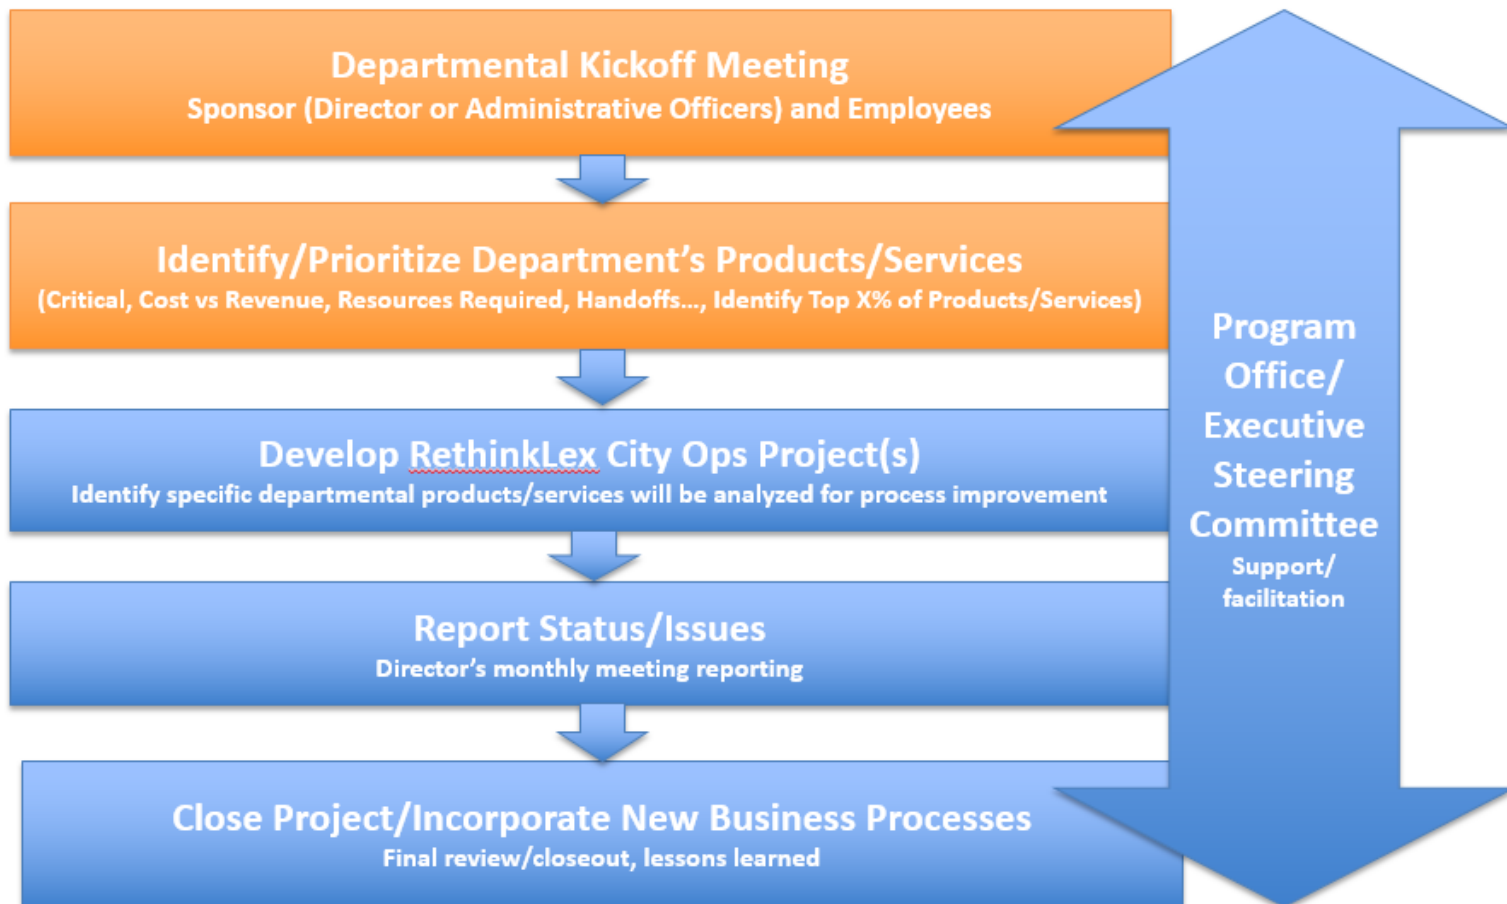 Departmental Kickoff Meeting
Sponsor (Director or Administrative Officers) and Employees
Identify/Prioritize Department’s Products/Services
(Critical, Cost vs Revenue, Resources Required, Handoffs…, Identify Top X% of Products/Services)
Develop RethinkLex City Ops Project(s)
Identify specific departmental products/services will be analyzed for process improvement
Report Status/Issues
Director’s monthly meeting reporting
Close Project/Incorporate New Business Processes
Final review/closeout, lessons learned
Program
Office/
Executive
Steering
Committee
Support/
facilitation